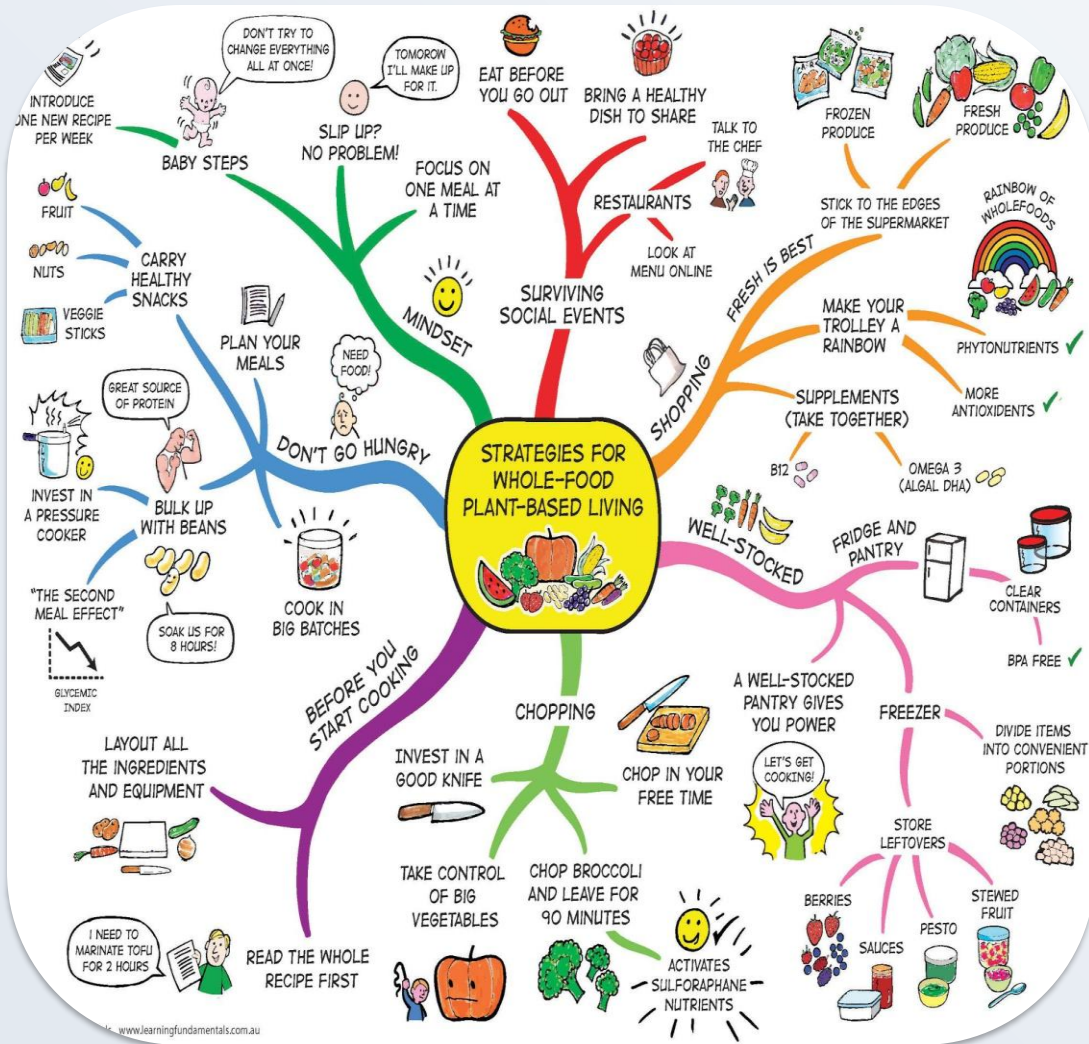 STRATEGIES FOR
WHOLE-FOOD
PLANT-BASED LIVING
MINDSET
BABY STEPS
DON'T TRY TO
CHANGE EVERYTHING
ALL AT ONCE!
INTRODUCE
ONE NEW RECIPE
PER WEEK
SLIP UP?
NO PROBLEM!
TOMOROW
I'LL MAKE UP
FOR IT.
FOCUS ON
ONE MEAL AT
A TIME
SURVIVING
SOCIAL EVENTS
EAT BEFORE
YOU GO OUT
BRING A HEALTHY
DISH TO SHARE
RESTAURANTS
TALK TO
THE CHEF
LOOK AT
MENU ONLINE
SHOPPING
FRESH IS BEST
STICK TO THE EDGES
OF THE SUPERMARKET
FROZEN
PRODUCE
FRESH
PRODUCE
MAKE YOUR
TROLLEY A
RAINBOW
RAINBOW OF
WHOLEFOODS
PHYTONUTRIENTS
MORE
ANTIOXIDENTS
SUPPLEMENTS
(TAKE TOGETHER)
B12
OMEGA 3
(ALGAL DHA)
WELL-STOCKED
FRIDGE AND
PANTRY
CLEAR
CONTAINERS
BPA FREE
A WELL-STOCKED
PANTRY GIVES
YOU POWER
LET'S GET
COOKING!
FREEZER
DIVIDE ITEMS
INTO CONVENIENT
PORTIONS
STORE
LEFTOVERS
BERRIES
SAUCES
PESTO
STEWED
FRUIT
CHOPPING
INVEST IN A
GOOD KNIFE
CHOP IN YOUR
FREE TIME
TAKE CONTROL
OF BIG
VEGETABLES
CHOP BROCCOLI
AND LEAVE FOR
90 MINUTES
ACTIVATES
SULFORAPHANE
NUTRIENTS
BEFORE YOU
START COOKING
LAYOUT ALL
THE INGREDIENTS
AND EQUIPMENT
READ THE WHOLE
RECIPE FIRST
I NEED TO
MARINATE TOFU
FOR 2 HOURS
DON'T GO HUNGRY
NEED
FOOD!
PLAN YOUR
MEALS
CARRY
HEALTHY
SNACKS
FRUIT
NUTS
VEGGIE
STICKS
BULK UP
WITH BEANS
GREAT SOURCE
OF PROTEIN
INVEST IN
A PRESSURE
COOKER
"THE SECOND
MEAL EFFECT"
GLYCEMIC
INDEX
SOAK US FOR
8 HOURS!
COOK IN
BIG BATCHES
www.learningfundamentals.com.au